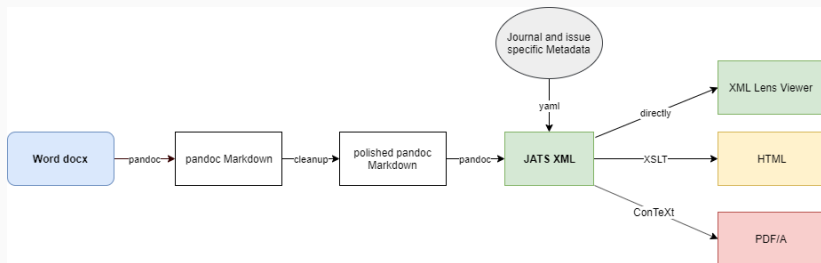 Journal and issue
specific Metadata
yaml
XML Lens Viewer
directly
Word docx
pandoc
pandoc Markdown
cleanup
polished pandoc
Markdown
pandoc
JATS XML
XSLT
HTML
ConTeXt
PDF/A